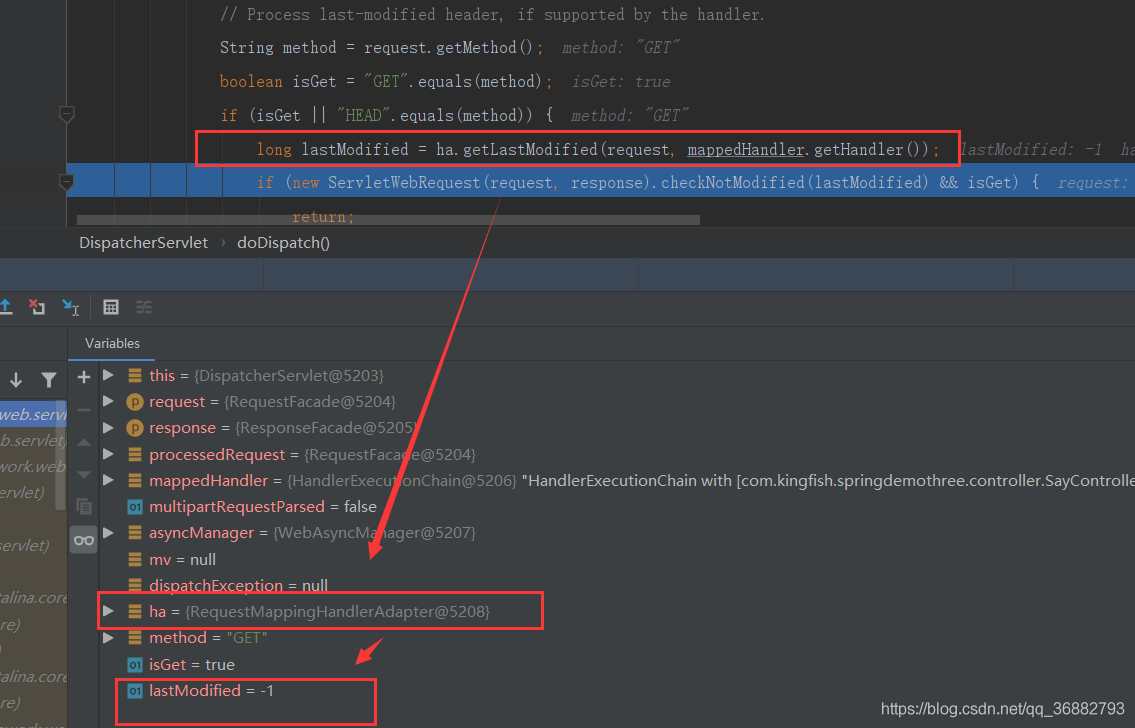 // Process last-modified header, if supported by the handler.
String method = request.getMethod(); method: "GET"
boolean isGet = "GET".equals(method); isGet: true
if (isGet || "HEAD".equals(method)) { method: "GET"
long lastModified = ha.getLastModified(request, mappedHandler.getHandler()); lastModified: -1 ha
if (new ServletWebRequest(request, response).checkNotModified(lastModified) && isGet) { request:
return;
DispatcherServlet › doDispatch()
Variables
this = {DispatcherServlet@5203}
request = {RequestFacade@5204}
web.servl
response = {ResponseFacade@5205}
b.servlet)
processedRequest = {RequestFacade@5204}
work.web
mappedHandler = {HandlerExecutionChain@5206} "HandlerExecutionChain with [com.kingfish.springdemothree.controller.SayControlle
ervlet)
multipartRequestParsed = false
asyncManager = {WebAsyncManager@5207}
servlet)
mv = null
dispatchException = null
talina.core
ha = {RequestMappingHandlerAdapter@5208}
re)
method = "GET"
)
isGet = true
talina.core
lastModified = -1
re)
https://blog.csdn.net/qq_36882793